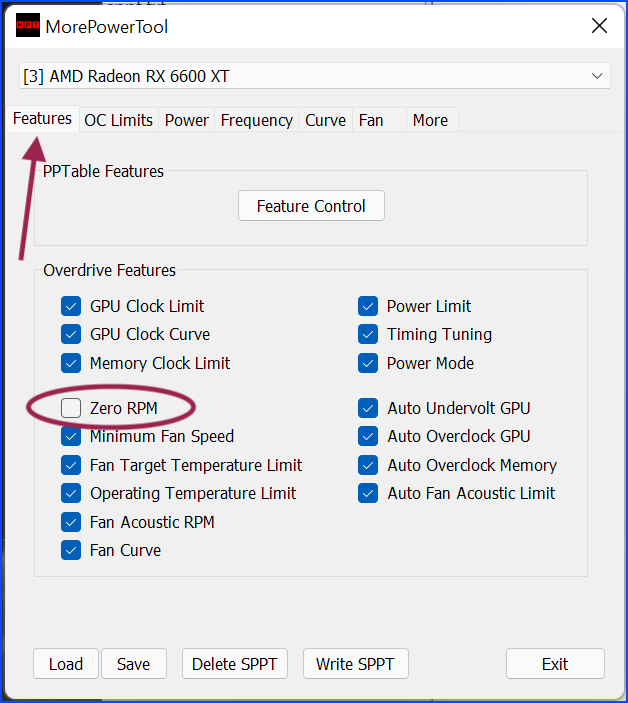 MPT MorePowerTool
[3] AMD Radeon RX 6600 XT
Features OC Limits Power Frequency Curve Fan More
PPTable Features
Feature Control
Overdrive Features
GPU Clock Limit
GPU Clock Curve
Memory Clock Limit
Zero RPM
Minimum Fan Speed
Fan Target Temperature Limit
Operating Temperature Limit
Fan Acoustic RPM
Fan Curve
Power Limit
Timing Tuning
Power Mode
Auto Undervolt GPU
Auto Overclock GPU
Auto Overclock Memory
Auto Fan Acoustic Limit
Load Save Delete SPPT Write SPPT Exit